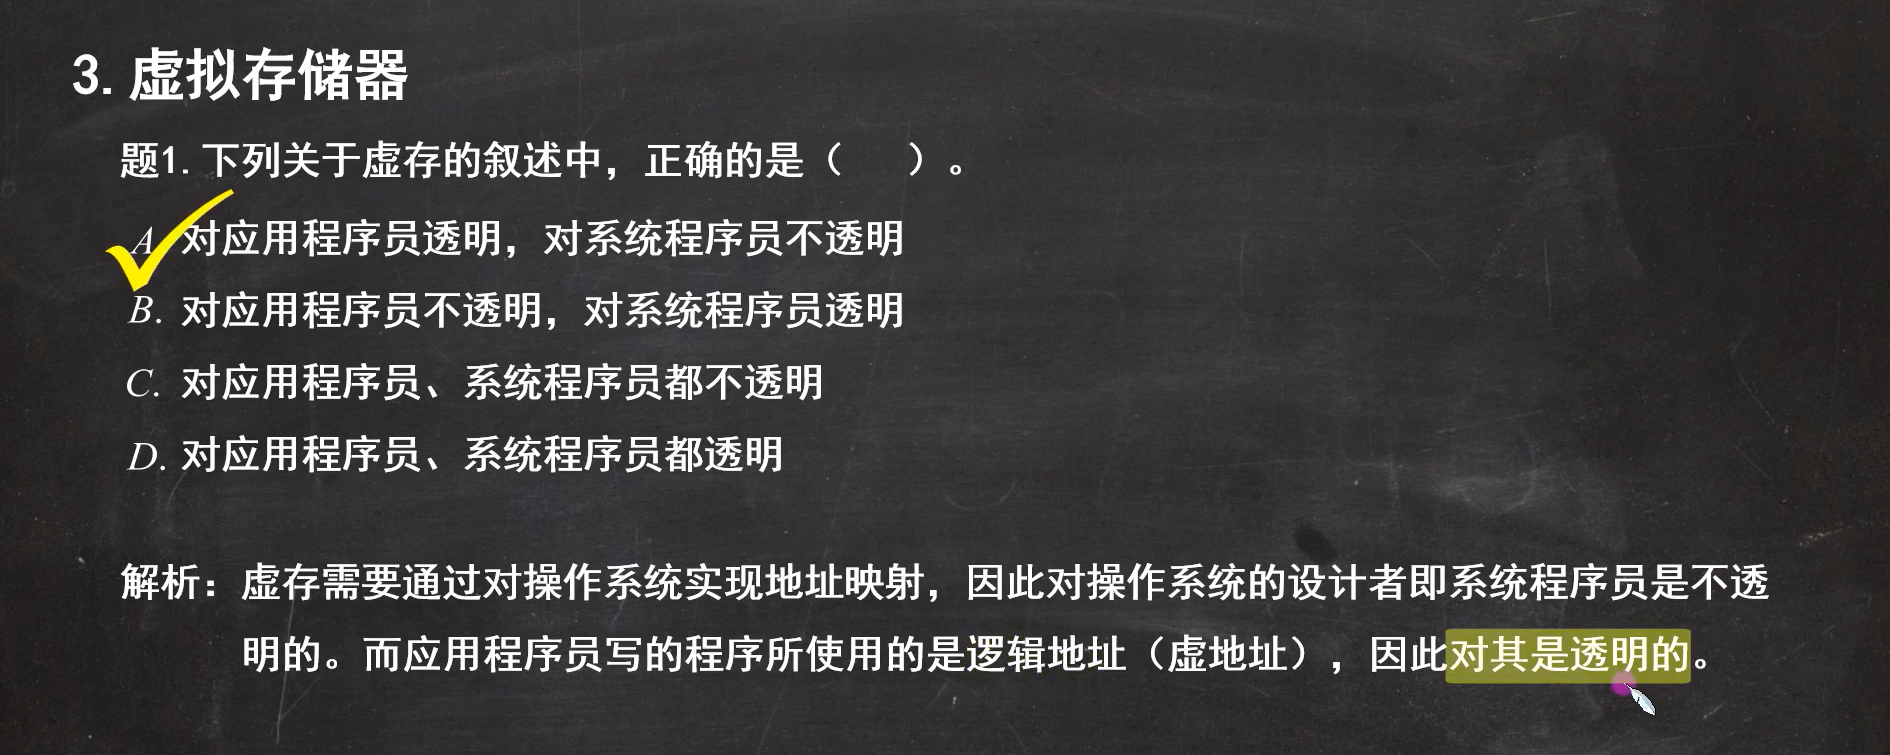 3. 虚拟存储器
题1. 下列关于虚存的叙述中，正确的是（    ）。
A. 对应用程序员透明，对系统程序员不透明
B. 对应用程序员不透明，对系统程序员透明
C. 对应用程序员、系统程序员都不透明
D. 对应用程序员、系统程序员都透明
解析：虚存需要通过对操作系统实现地址映射，因此对操作系统的设计者即系统程序员是不透
明的。而应用程序员写的程序所使用的是逻辑地址（虚地址），因此对其是透明的。